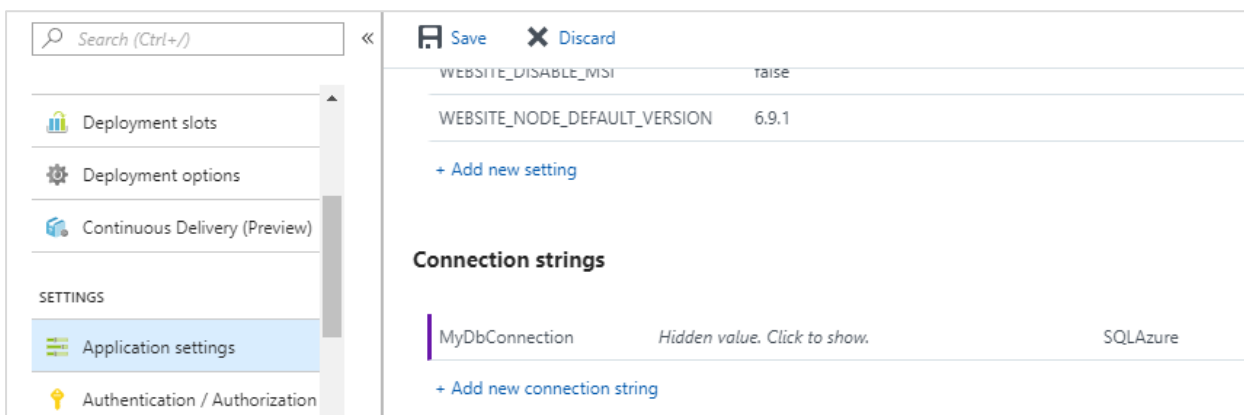 Search (Ctrl+/)
«
Deployment slots
Deployment options
Continuous Delivery (Preview)
SETTINGS
Application settings
Authentication / Authorization
Save
Discard
WEBSITE_DISABLE_MSI false
WEBSITE_NODE_DEFAULT_VERSION 6.9.1
+ Add new setting
Connection strings
MyDbConnection Hidden value. Click to show. SQLAzure
+ Add new connection string